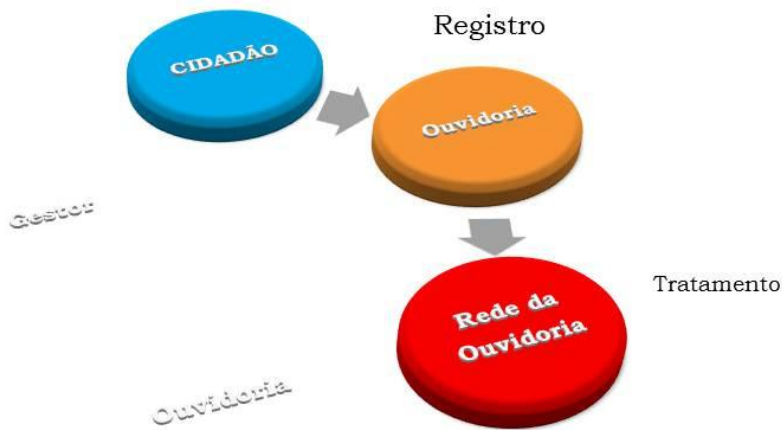 Registro
CIDADÃO
Ouvidoria
Gestor
Tratamento
Rede da
Ouvidoria
Ouvidoria